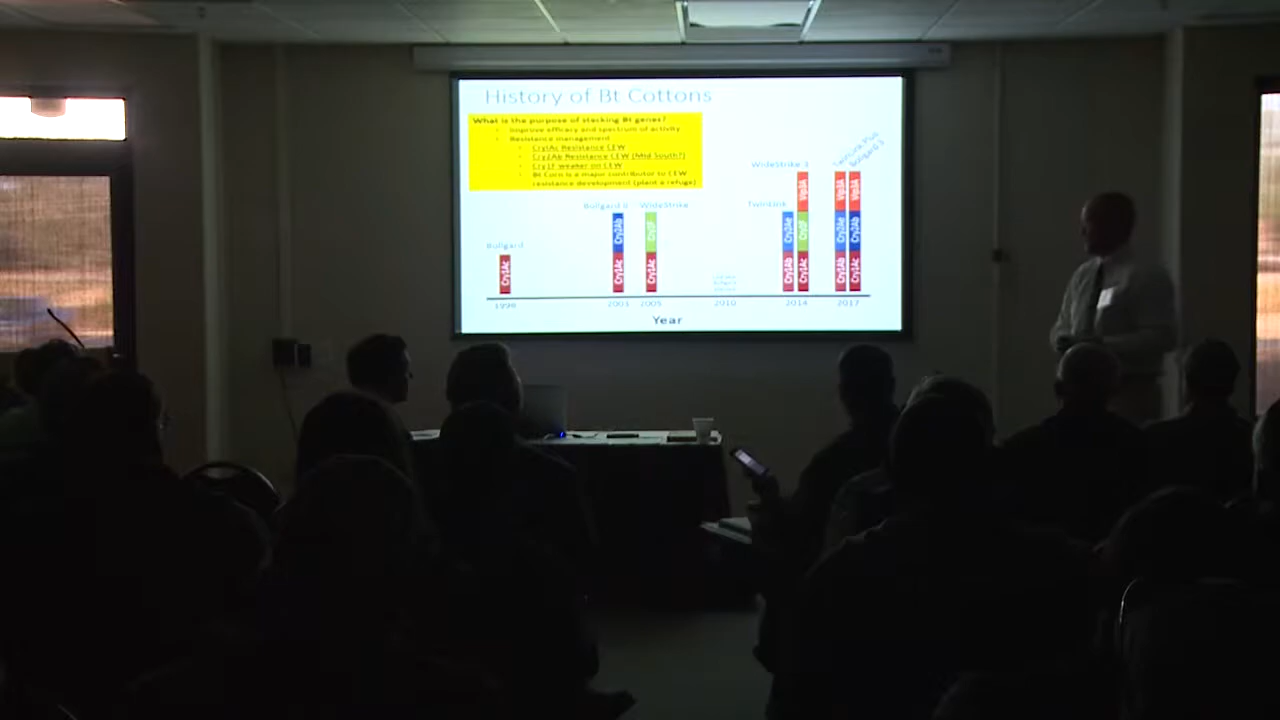 History of Bt Cottons
What is the purpose of stacking Bt genes?
Improve efficacy and spectrum of activity
Resistance management
Cry1Ac Resistance CEW
Cry2Ab Resistance CEW (Mid South?)
Cry1F weaker on CEW
Bt Corn is a major contributor to CEW
resistance development (plant a refuge)
Bollgard
Bollgard II
WideStrike
TwinLink
WideStrike 3
TwinLink Plus
Bollgard 3
Cry1Ac
Cry2Ab
Cry1Ac
Cry1F
Cry1Ac
Cry2Ae
Cry1Ab
Vip3A
Cry1F
Cry1Ac
Vip3A
Cry2Ae
Cry1Ab
Vip3A
Cry2Ab
Cry1Ac
1996
2003
2005
2010
2014
2017
Year